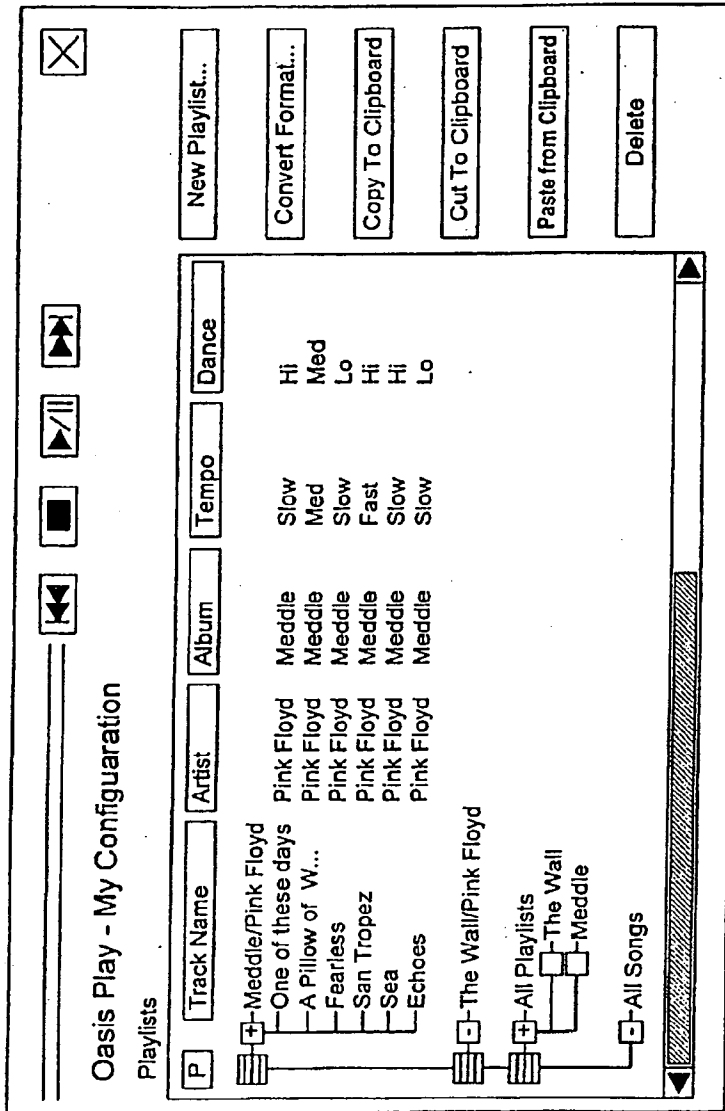 Oasis Play - My Configuaration
Playlists
P Track Name Artist Album Tempo Dance
+ Meddle/Pink Floyd
One of these days Pink Floyd Meddle Slow Hi
A Pillow of W... Pink Floyd Meddle Med Med
Fearless Pink Floyd Meddle Slow Lo
San Tropez Pink Floyd Meddle Fast Hi
Sea Pink Floyd Meddle Slow Hi
Echoes Pink Floyd Meddle Slow Lo
- The Wall/Pink Floyd
+ All Playlists
The Wall
Meddle
- All Songs
New Playlist...
Convert Format...
Copy To Clipboard
Cut To Clipboard
Paste from Clipboard
Delete